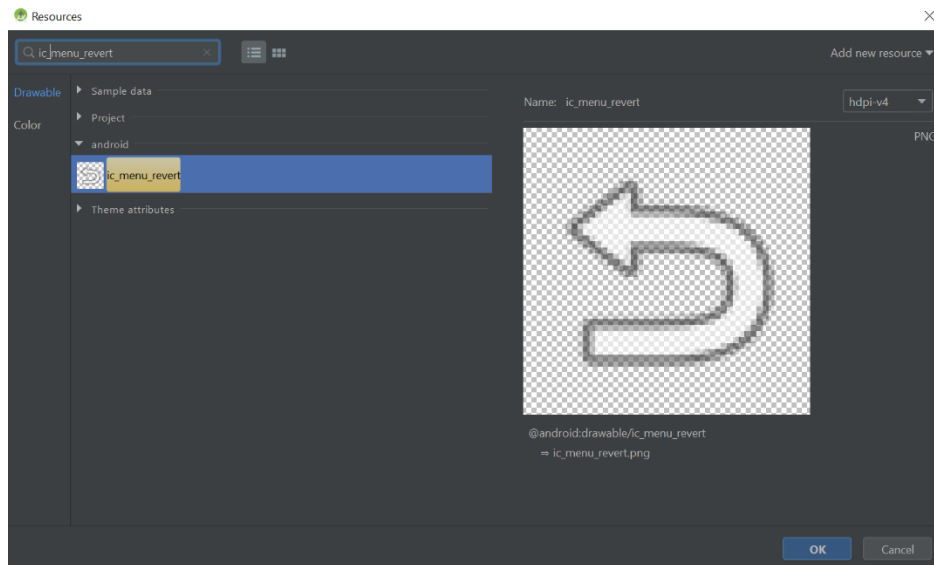 Resources
ic_menu_revert
Add new resource
Drawable
Color
Sample data
Project
android
ic_menu_revert
Theme attributes
Name: ic_menu_revert
hdpi-v4
PNG
@android:drawable/ic_menu_revert
⇒ ic_menu_revert.png
OK
Cancel